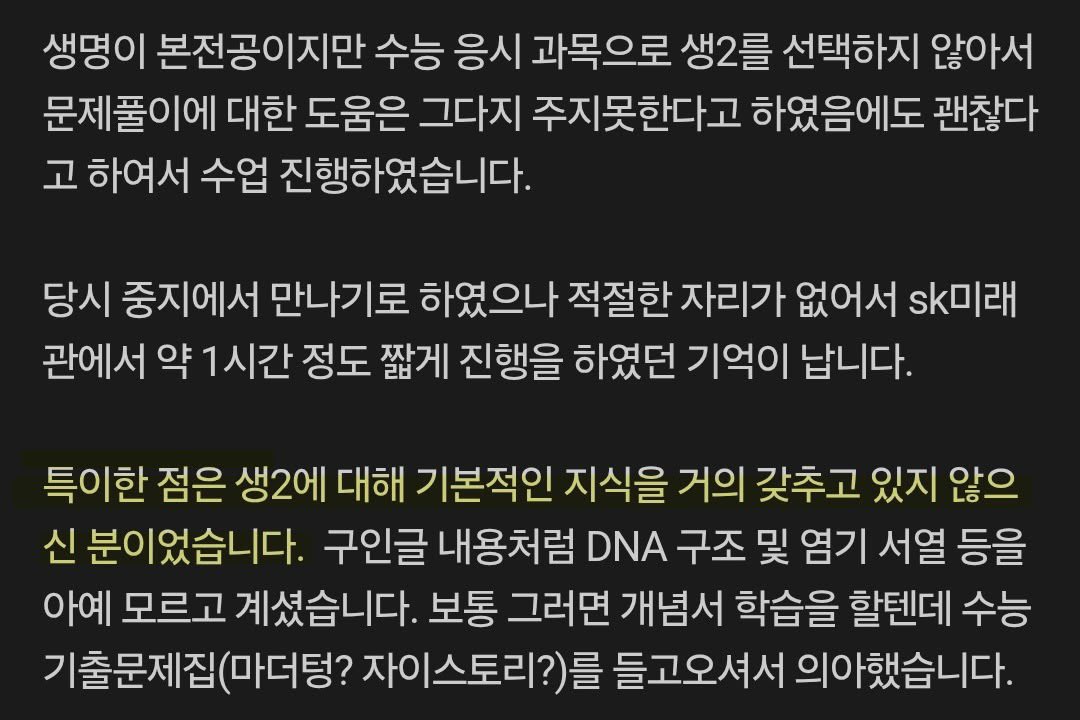 생명이 본전공이지만 수능 응시 과목으로 생2를 선택하지 않아서
문제풀이에 대한 도움은 그다지 주지못한다고 하였음에도 괜찮다
고 하여서 수업 진행하였습니다.
당시 중지에서 만나기로 하였으나 적절한 자리가 없어서 sk미래
관에서 약 1시간 정도 짧게 진행을 하였던 기억이 납니다.
특이한 점은 생2에 대해 기본적인 지식을 거의 갖추고 있지 않으
신 분이었습니다. 구인글 내용처럼 DNA 구조 및 염기 서열 등을
아예 모르고 계셨습니다. 보통 그러면 개념서 학습을 할텐데 수능
기출문제집(마더텅? 자이스토리?)를 들고오셔서 의아했습니다.